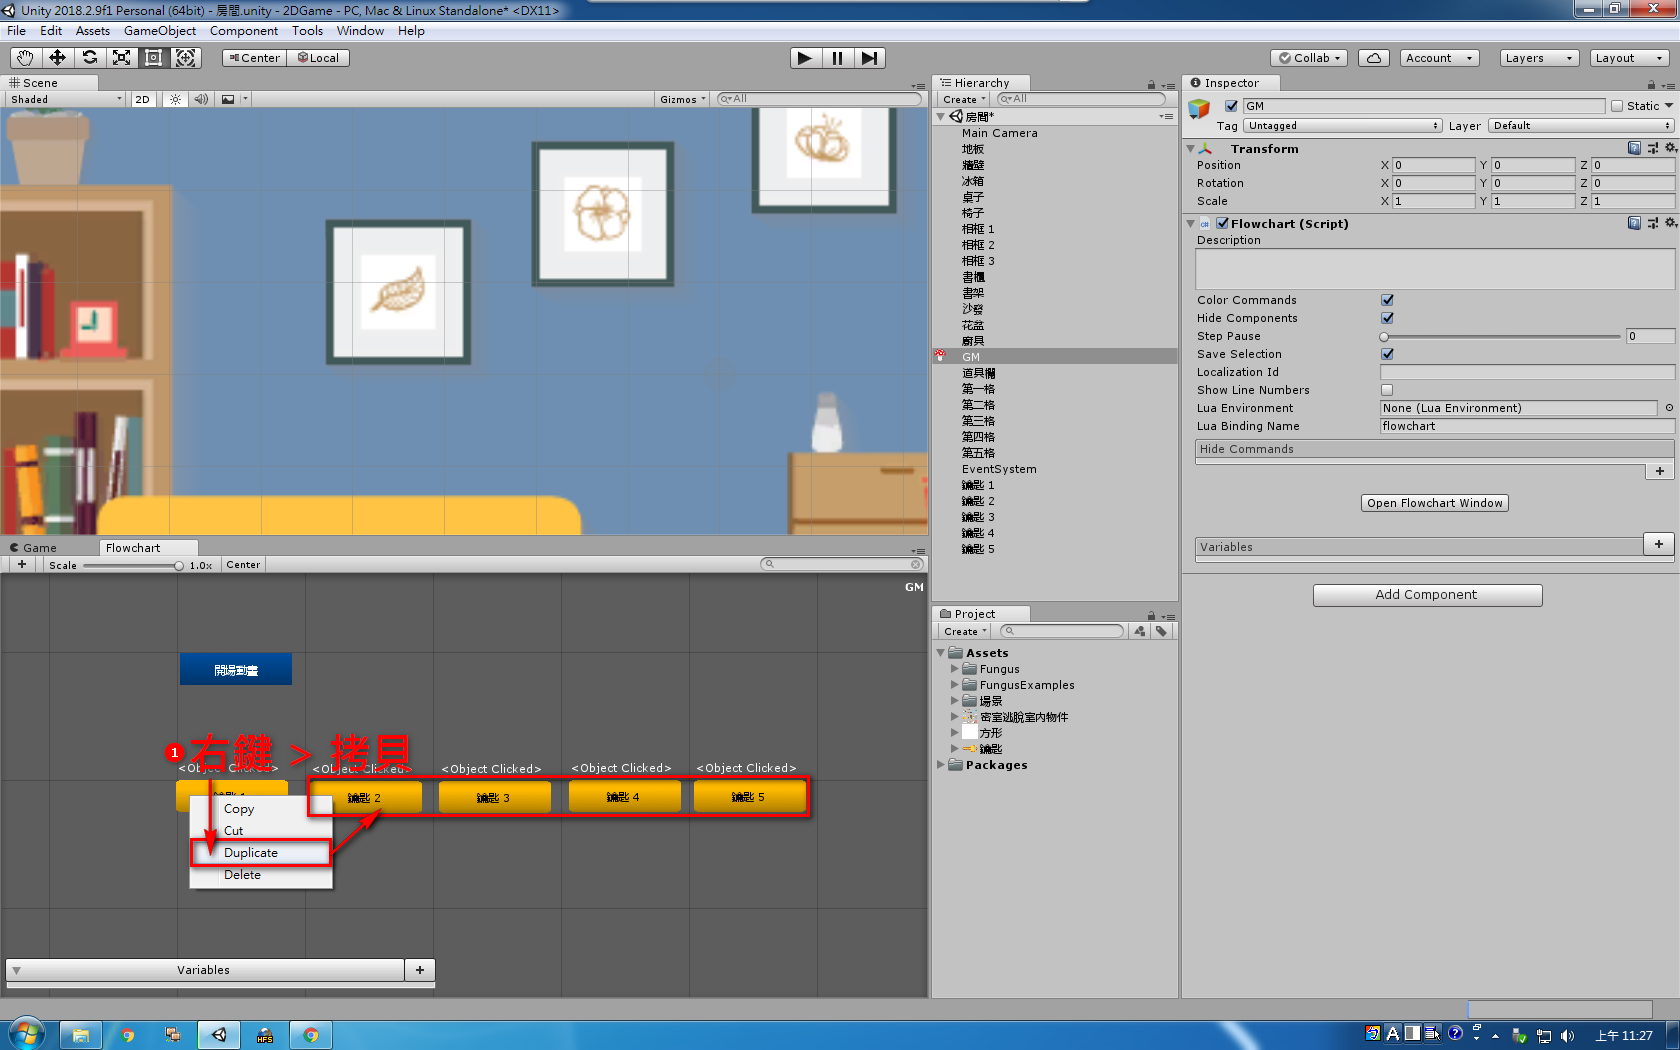 Unity 2018.2.9f1 Personal (64bit) - 房間.unity - 2DGame - PC, Mac & Linux Standalone* <DX11>
File Edit Assets GameObject Component Tools Window Help
Center Local
Collab Account Layers Layout
Scene
Shaded 2D Gizmos All
Hierarchy
Create All
房間*
Main Camera
地板
牆壁
冰箱
桌子
椅子
相框 1
相框 2
相框 3
書櫃
書架
沙發
花盆
廚具
GM
道具欄
第一格
第二格
第三格
第四格
第五格
EventSystem
鑰匙 1
鑰匙 2
鑰匙 3
鑰匙 4
鑰匙 5
Project
Create
Assets
Fungus
FungusExamples
場景
密室逃脫室內物件
方形
鑰匙
Packages
Inspector
GM Static
Tag Untagged Layer Default
Transform
Position X 0 Y 0 Z 0
Rotation X 0 Y 0 Z 0
Scale X 1 Y 1 Z 1
Flowchart (Script)
Description
Color Commands
Hide Components
Step Pause 0
Save Selection
Localization Id
Show Line Numbers
Lua Environment None (Lua Environment)
Lua Binding Name flowchart
Hide Commands
+
Open Flowchart Window
Variables +
Add Component
Game Flowchart
+ Scale 1.0x Center
GM
開場動畫
1 右鍵 > 拷貝
<Object Clicked> <Object Clicked> <Object Clicked> <Object Clicked> <Object Clicked>
鑰匙 1 鑰匙 2 鑰匙 3 鑰匙 4 鑰匙 5
Copy
Cut
Duplicate
Delete
Variables +
HFS
A
上午 11:27